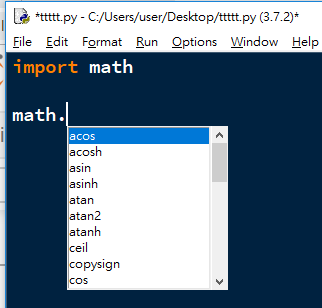 *ttttt.py - C:/Users/user/Desktop/ttttt.py (3.7.2)*
File Edit Format Run Options Window Help
import math
math.
acos
acosh
asin
asinh
atan
atan2
atanh
ceil
copysign
cos